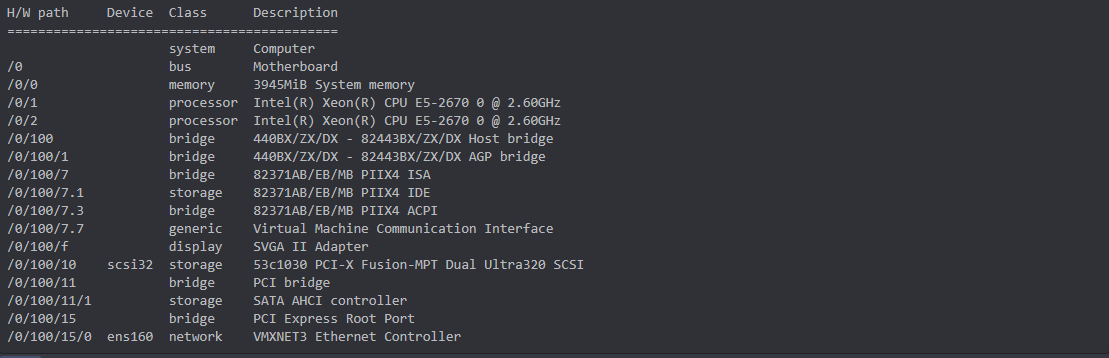 H/W path     Device  Class      Description
===========================================
                     system     Computer
/0                   bus        Motherboard
/0/0                 memory     3945MiB System memory
/0/1                 processor  Intel(R) Xeon(R) CPU E5-2670 0 @ 2.60GHz
/0/2                 processor  Intel(R) Xeon(R) CPU E5-2670 0 @ 2.60GHz
/0/100               bridge     440BX/ZX/DX - 82443BX/ZX/DX Host bridge
/0/100/1             bridge     440BX/ZX/DX - 82443BX/ZX/DX AGP bridge
/0/100/7             bridge     82371AB/EB/MB PIIX4 ISA
/0/100/7.1           storage    82371AB/EB/MB PIIX4 IDE
/0/100/7.3           bridge     82371AB/EB/MB PIIX4 ACPI
/0/100/7.7           generic    Virtual Machine Communication Interface
/0/100/f             display    SVGA II Adapter
/0/100/10    scsi32  storage    53c1030 PCI-X Fusion-MPT Dual Ultra320 SCSI
/0/100/11            bridge     PCI bridge
/0/100/11/1          storage    SATA AHCI controller
/0/100/15            bridge     PCI Express Root Port
/0/100/15/0  ens160  network    VMXNET3 Ethernet Controller